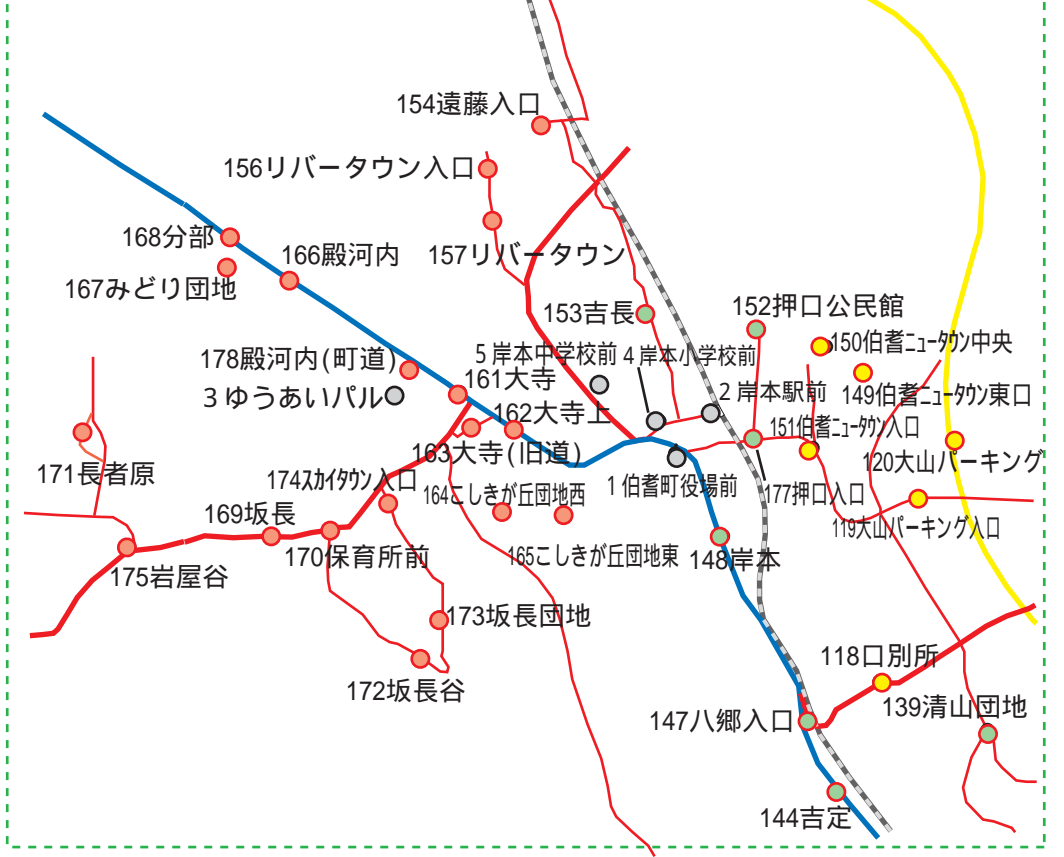 154遠藤入口
156リバータウン入口
168分部
166殿河内
157リバータウン
167みどり団地
153吉長
152押口公民館
150伯耆ﾆｭｰﾀｳﾝ中央
178殿河内(町道)
5 岸本中学校前
4 岸本小学校前
161大寺
3 ゆうあいパル
2 岸本駅前
149伯耆ﾆｭｰﾀｳﾝ東口
162大寺上
151伯耆ﾆｭｰﾀｳﾝ入口
163大寺(旧道)
120大山パーキング
171長者原
174ｽｶｲﾀｳﾝ入口
164こしきが丘団地西
1 伯耆町役場前
177押口入口
169坂長
119大山パーキング入口
170保育所前
165こしきが丘団地東
148岸本
175岩屋谷
173坂長団地
118口別所
172坂長谷
139清山団地
147八郷入口
144吉定